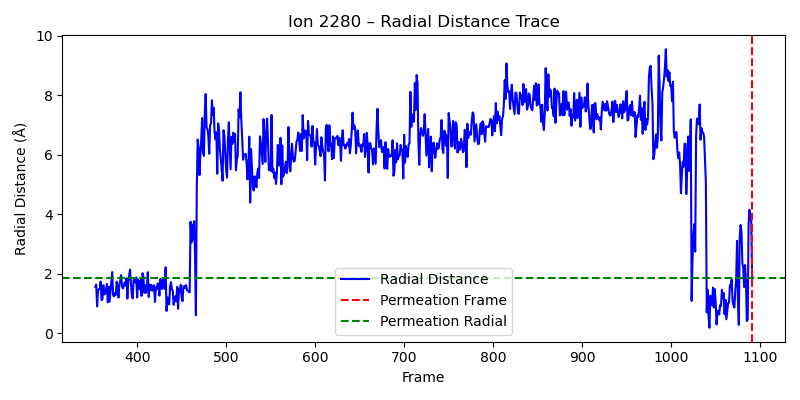 Ion 2280 – Radial Distance Trace
Radial Distance (Å)
10
8
6
4
2
0
Radial Distance
Permeation Frame
Permeation Radial
400 500 600 700 800 900 1000 1100
Frame